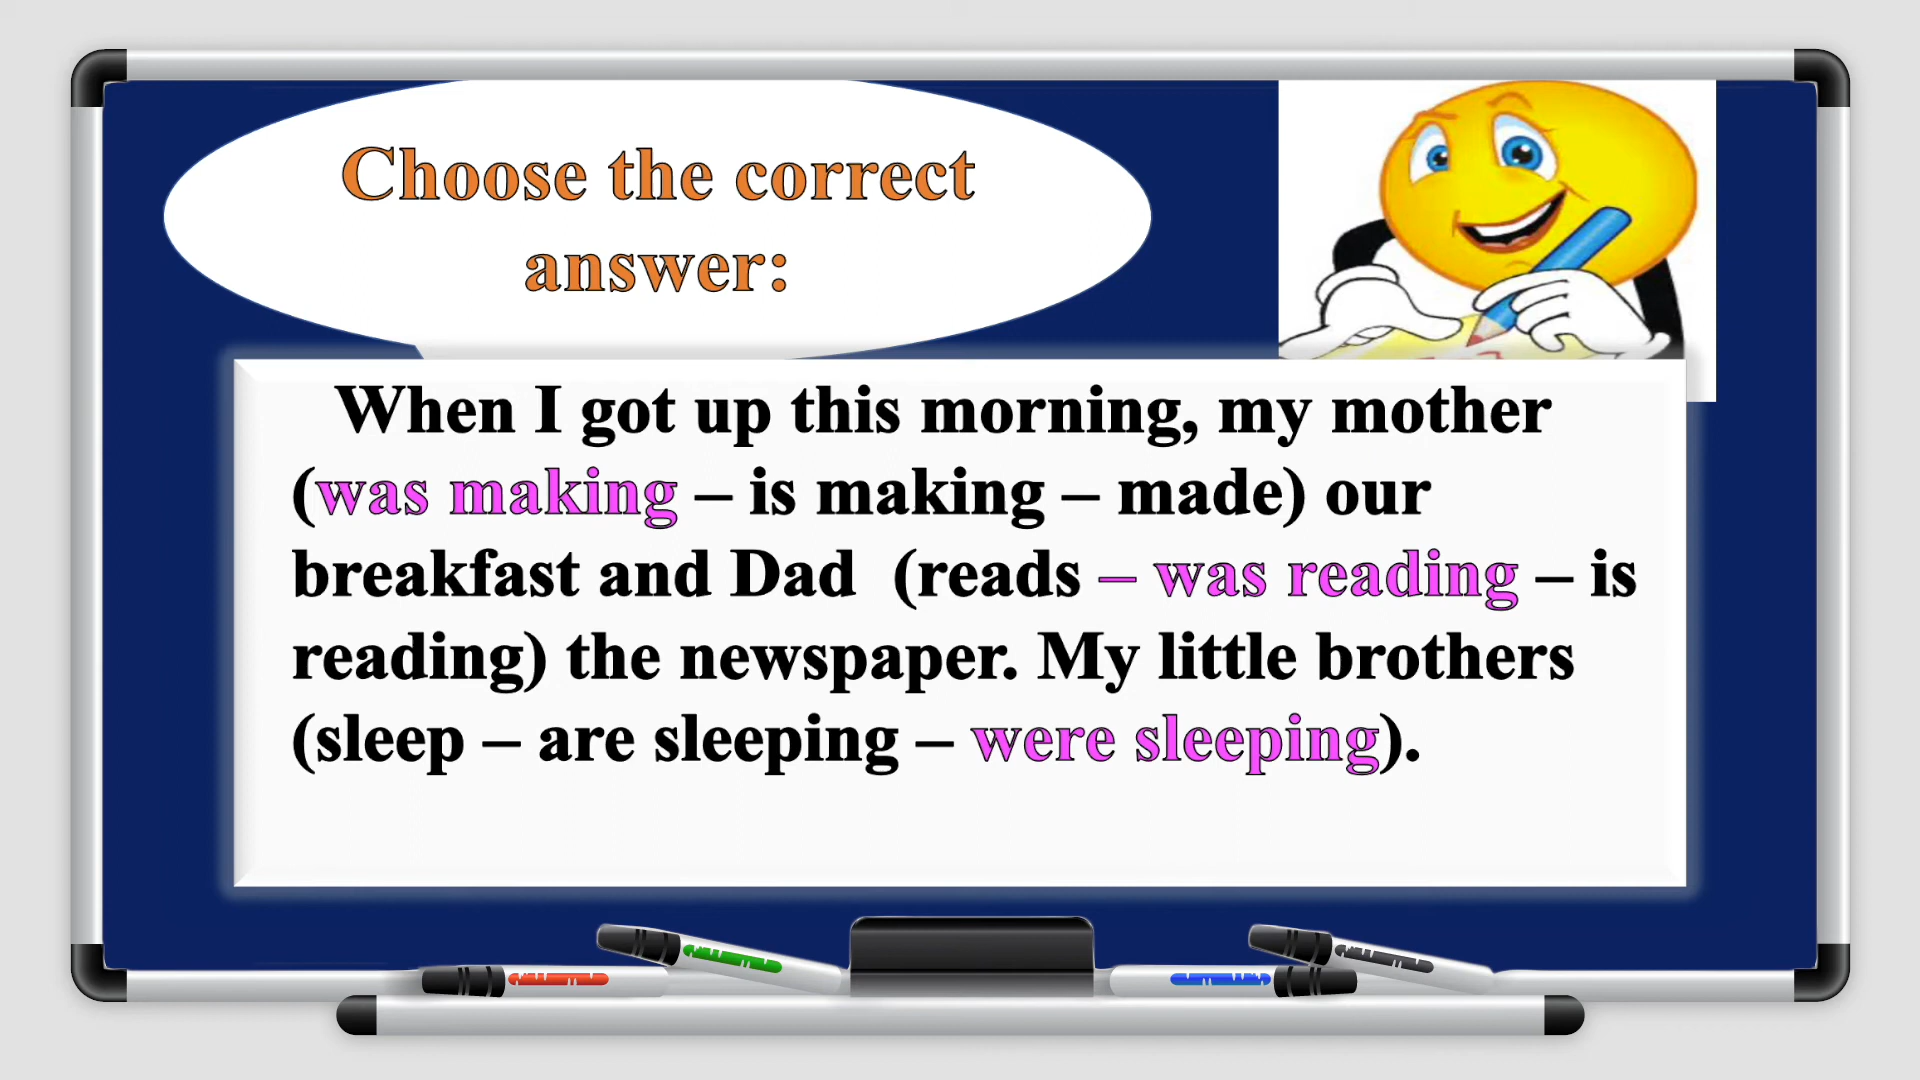 Choose the correct
answer:
When I got up this morning, my mother
(was making – is making – made) our
breakfast and Dad  (reads – was reading – is
reading) the newspaper. My little brothers
(sleep – are sleeping – were sleeping).